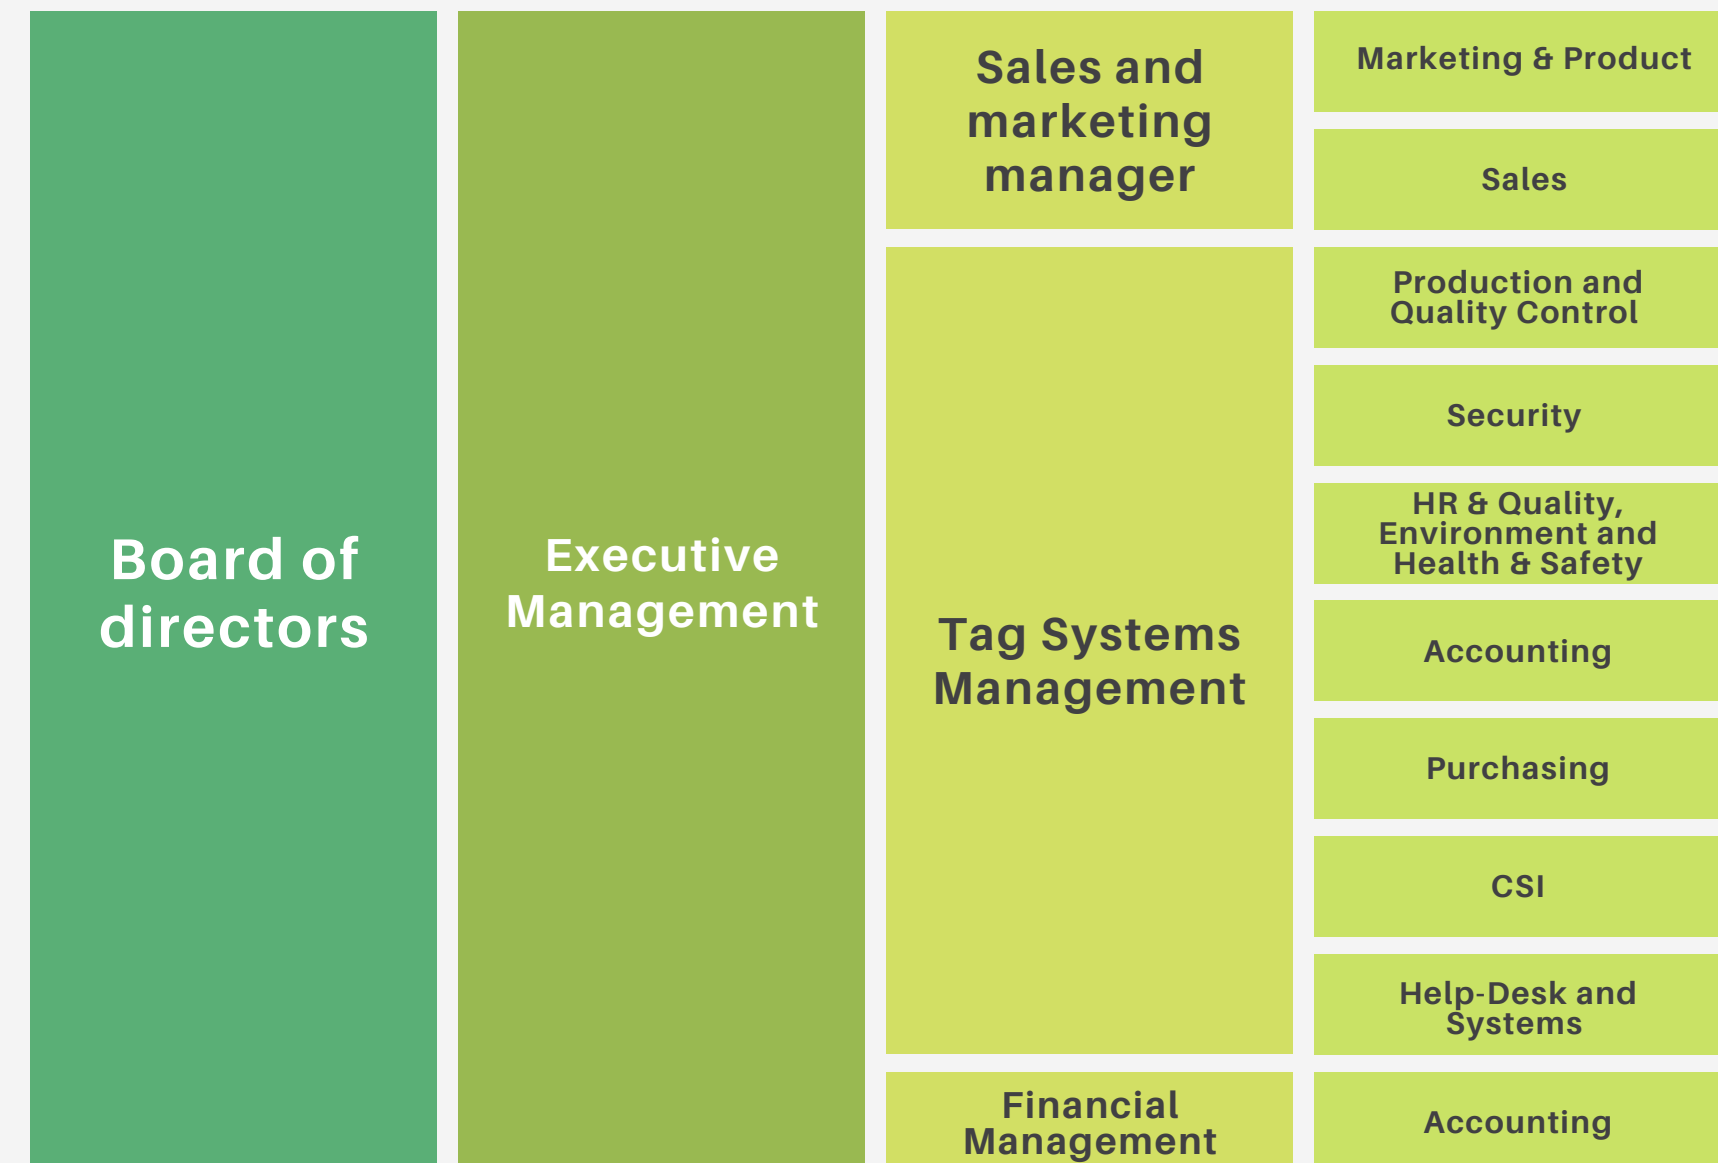 Board of
directors
Executive
Management
Sales and
marketing
manager
Tag Systems
Management
Financial
Management
Marketing & Product
Sales
Production and
Quality Control
Security
HR & Quality,
Environment and
Health & Safety
Accounting
Purchasing
CSI
Help-Desk and
Systems
Accounting